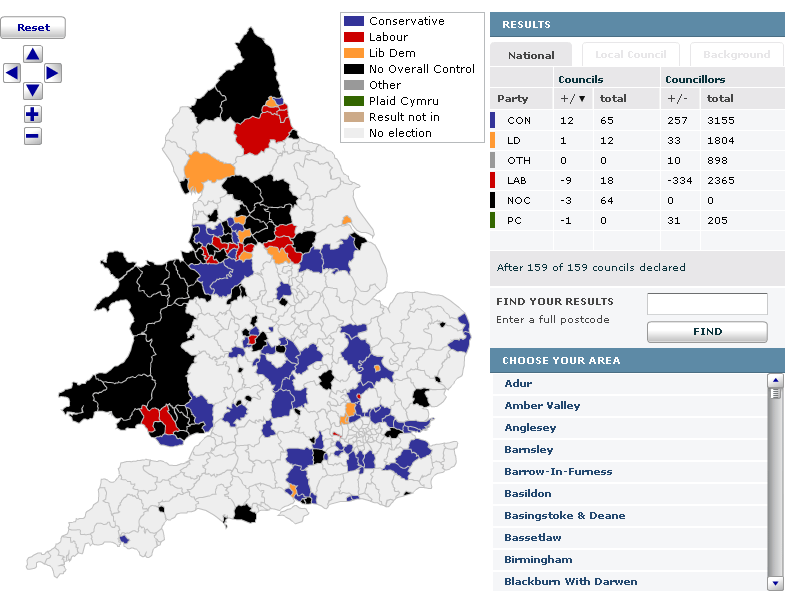 Reset
Conservative
Labour
Lib Dem
No Overall Control
Other
Plaid Cymru
Result not in
No election
RESULTS
National Local Council Background
Councils Councillors
Party +/- ▼ total +/- total
CON 12 65 257 3155
LD 1 12 33 1804
OTH 0 0 10 898
LAB -9 18 -334 2365
NOC -3 64 0 0
PC -1 0 31 205
After 159 of 159 councils declared
FIND YOUR RESULTS
Enter a full postcode
FIND
CHOOSE YOUR AREA
Adur
Amber Valley
Anglesey
Barnsley
Barrow-In-Furness
Basildon
Basingstoke & Deane
Bassetlaw
Birmingham
Blackburn With Darwen